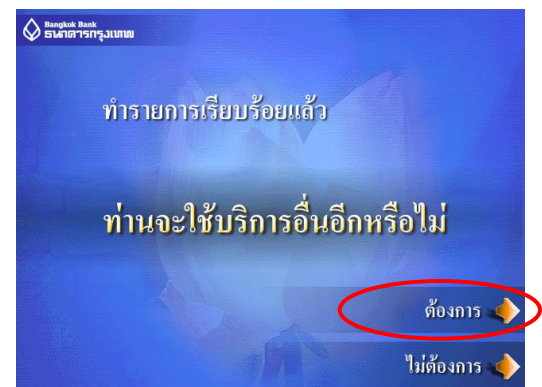 Bangkok Bank
ธนาคารกรุงเทพ
ทำรายการเรียบร้อยแล้ว
ท่านจะใช้บริการอื่นอีกหรือไม่
ต้องการ
ไม่ต้องการ